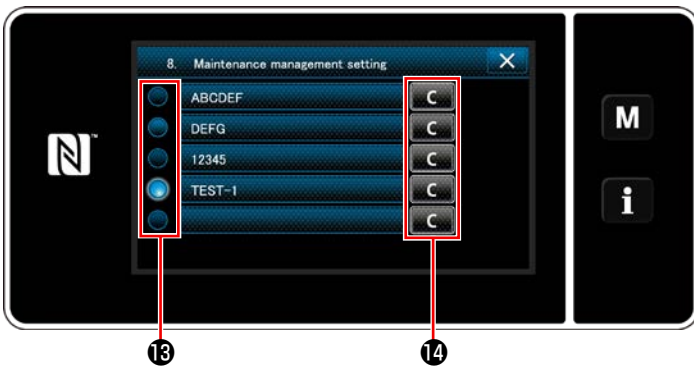 8. Maintenance management setting X
ABCDEF C
DEFG C
12345 C
TEST-1 C
C
N
M
i
⓭ ⓮